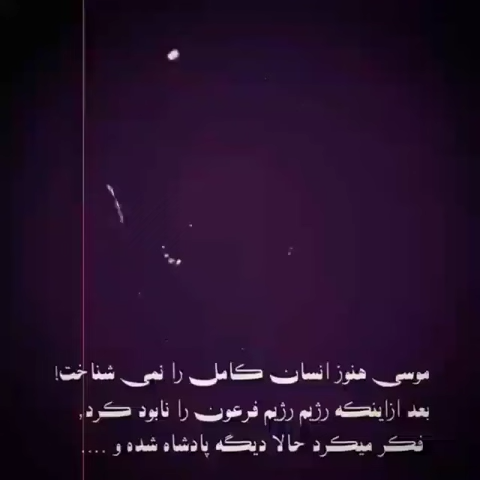 موسی هنوز انسان کامل را نمی شناخت!
بعد ازاینکه رژیم رژیم فرعون را نابود کرد,
فکر میکرد حالا دیگه پادشاه شده و ....